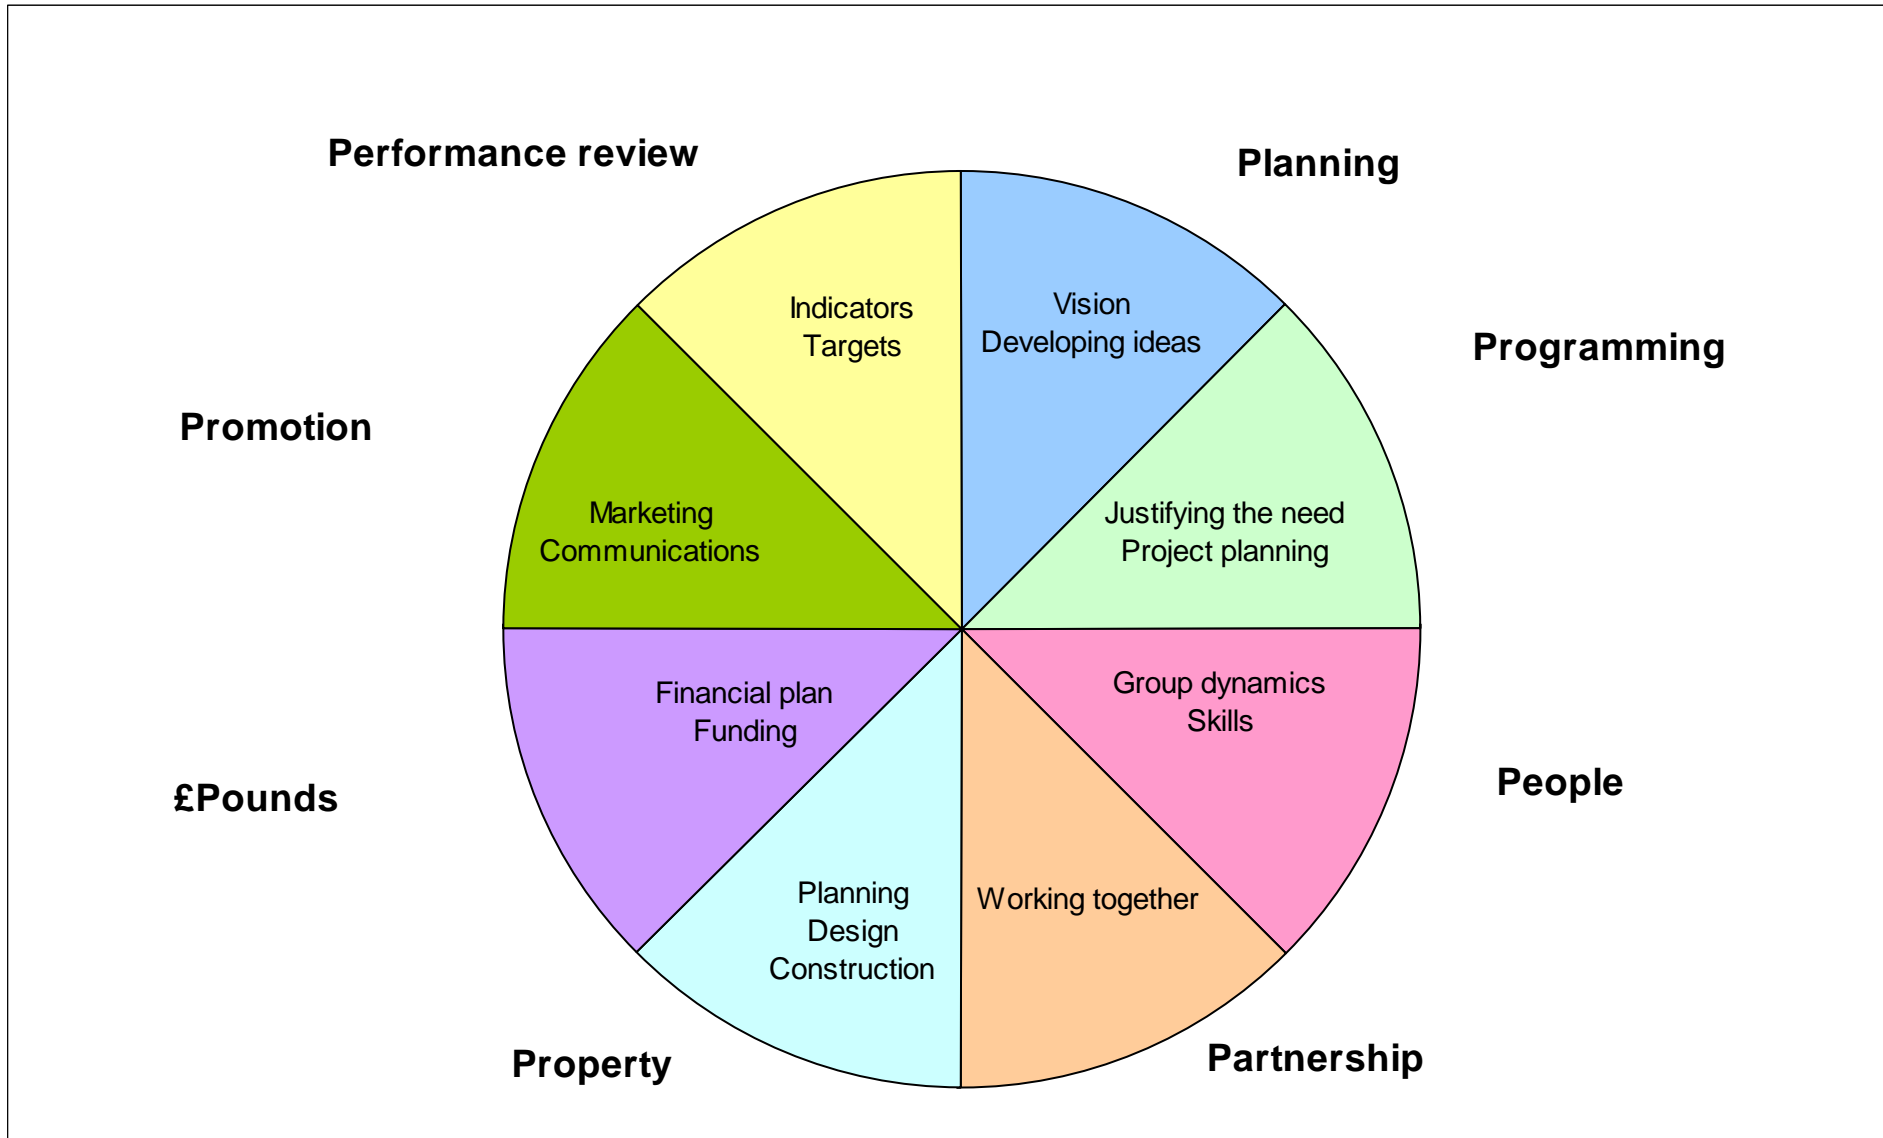 Performance review
Planning
Indicators
Targets
Vision
Developing ideas
Programming
Promotion
Marketing
Communications
Justifying the need
Project planning
Financial plan
Funding
Group dynamics
Skills
£Pounds
People
Planning
Design
Construction
Working together
Property
Partnership